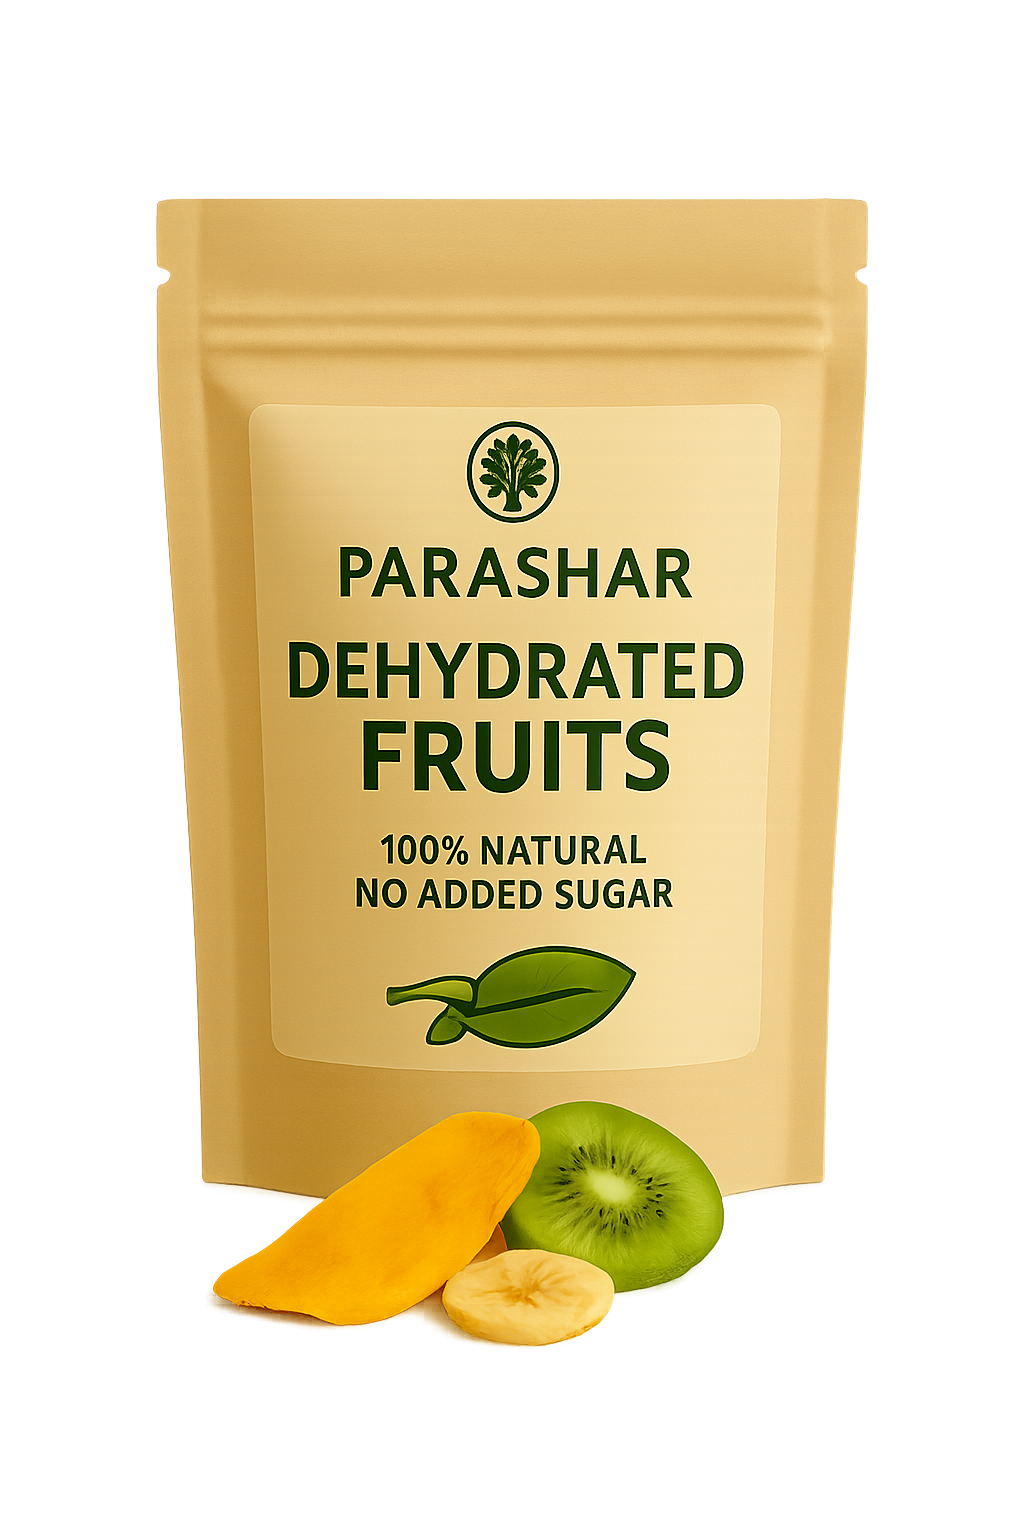 PARASHAR
DEHYDRATED
FRUITS
100% NATURAL
NO ADDED SUGAR